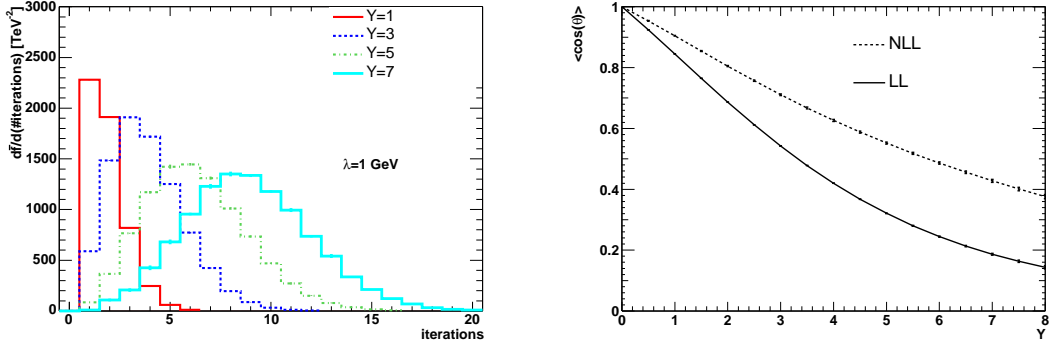 df̄/d(#iterations) [TeV⁻²]
3000
2500
2000
1500
1000
500
0
0 5 10 15 20
iterations
Y=1
Y=3
Y=5
Y=7
λ=1 GeV
<cos(θ)>
1
0.8
0.6
0.4
0.2
0
0 1 2 3 4 5 6 7 8
Y
NLL
LL